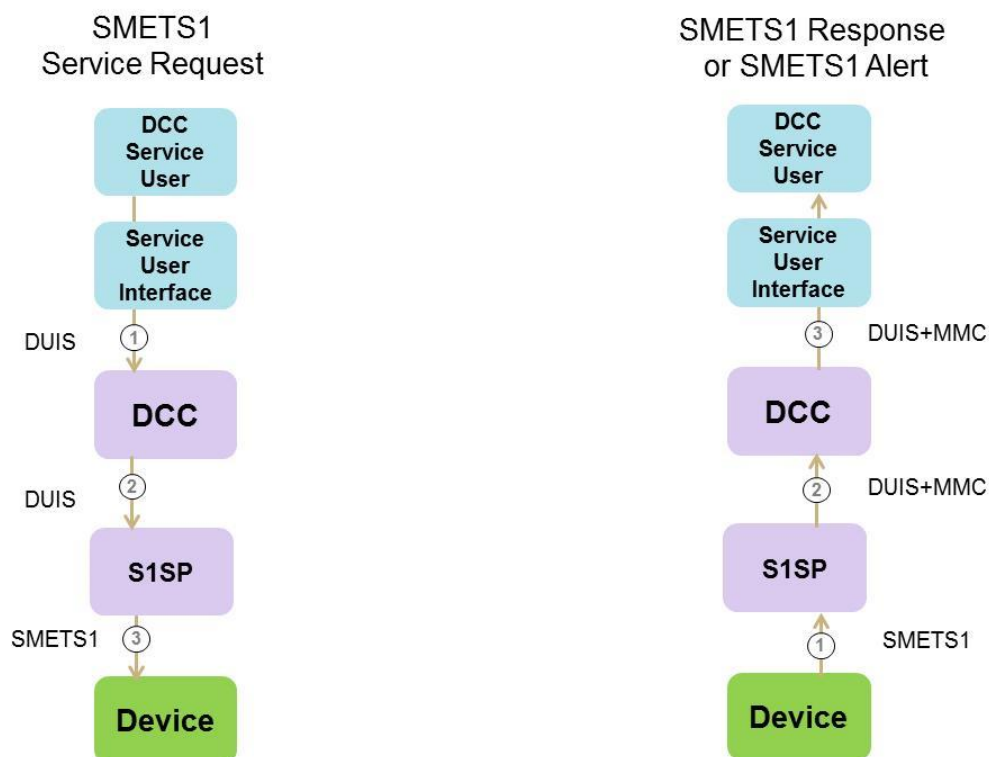 SMETS1
Service Request
DCC
Service
User
Service
User
Interface
1
DUIS
DCC
2
DUIS
S1SP
SMETS1
3
Device
SMETS1 Response
or SMETS1 Alert
DCC
Service
User
Service
User
Interface
3
DUIS+MMC
DCC
2
DUIS+MMC
S1SP
1
SMETS1
Device